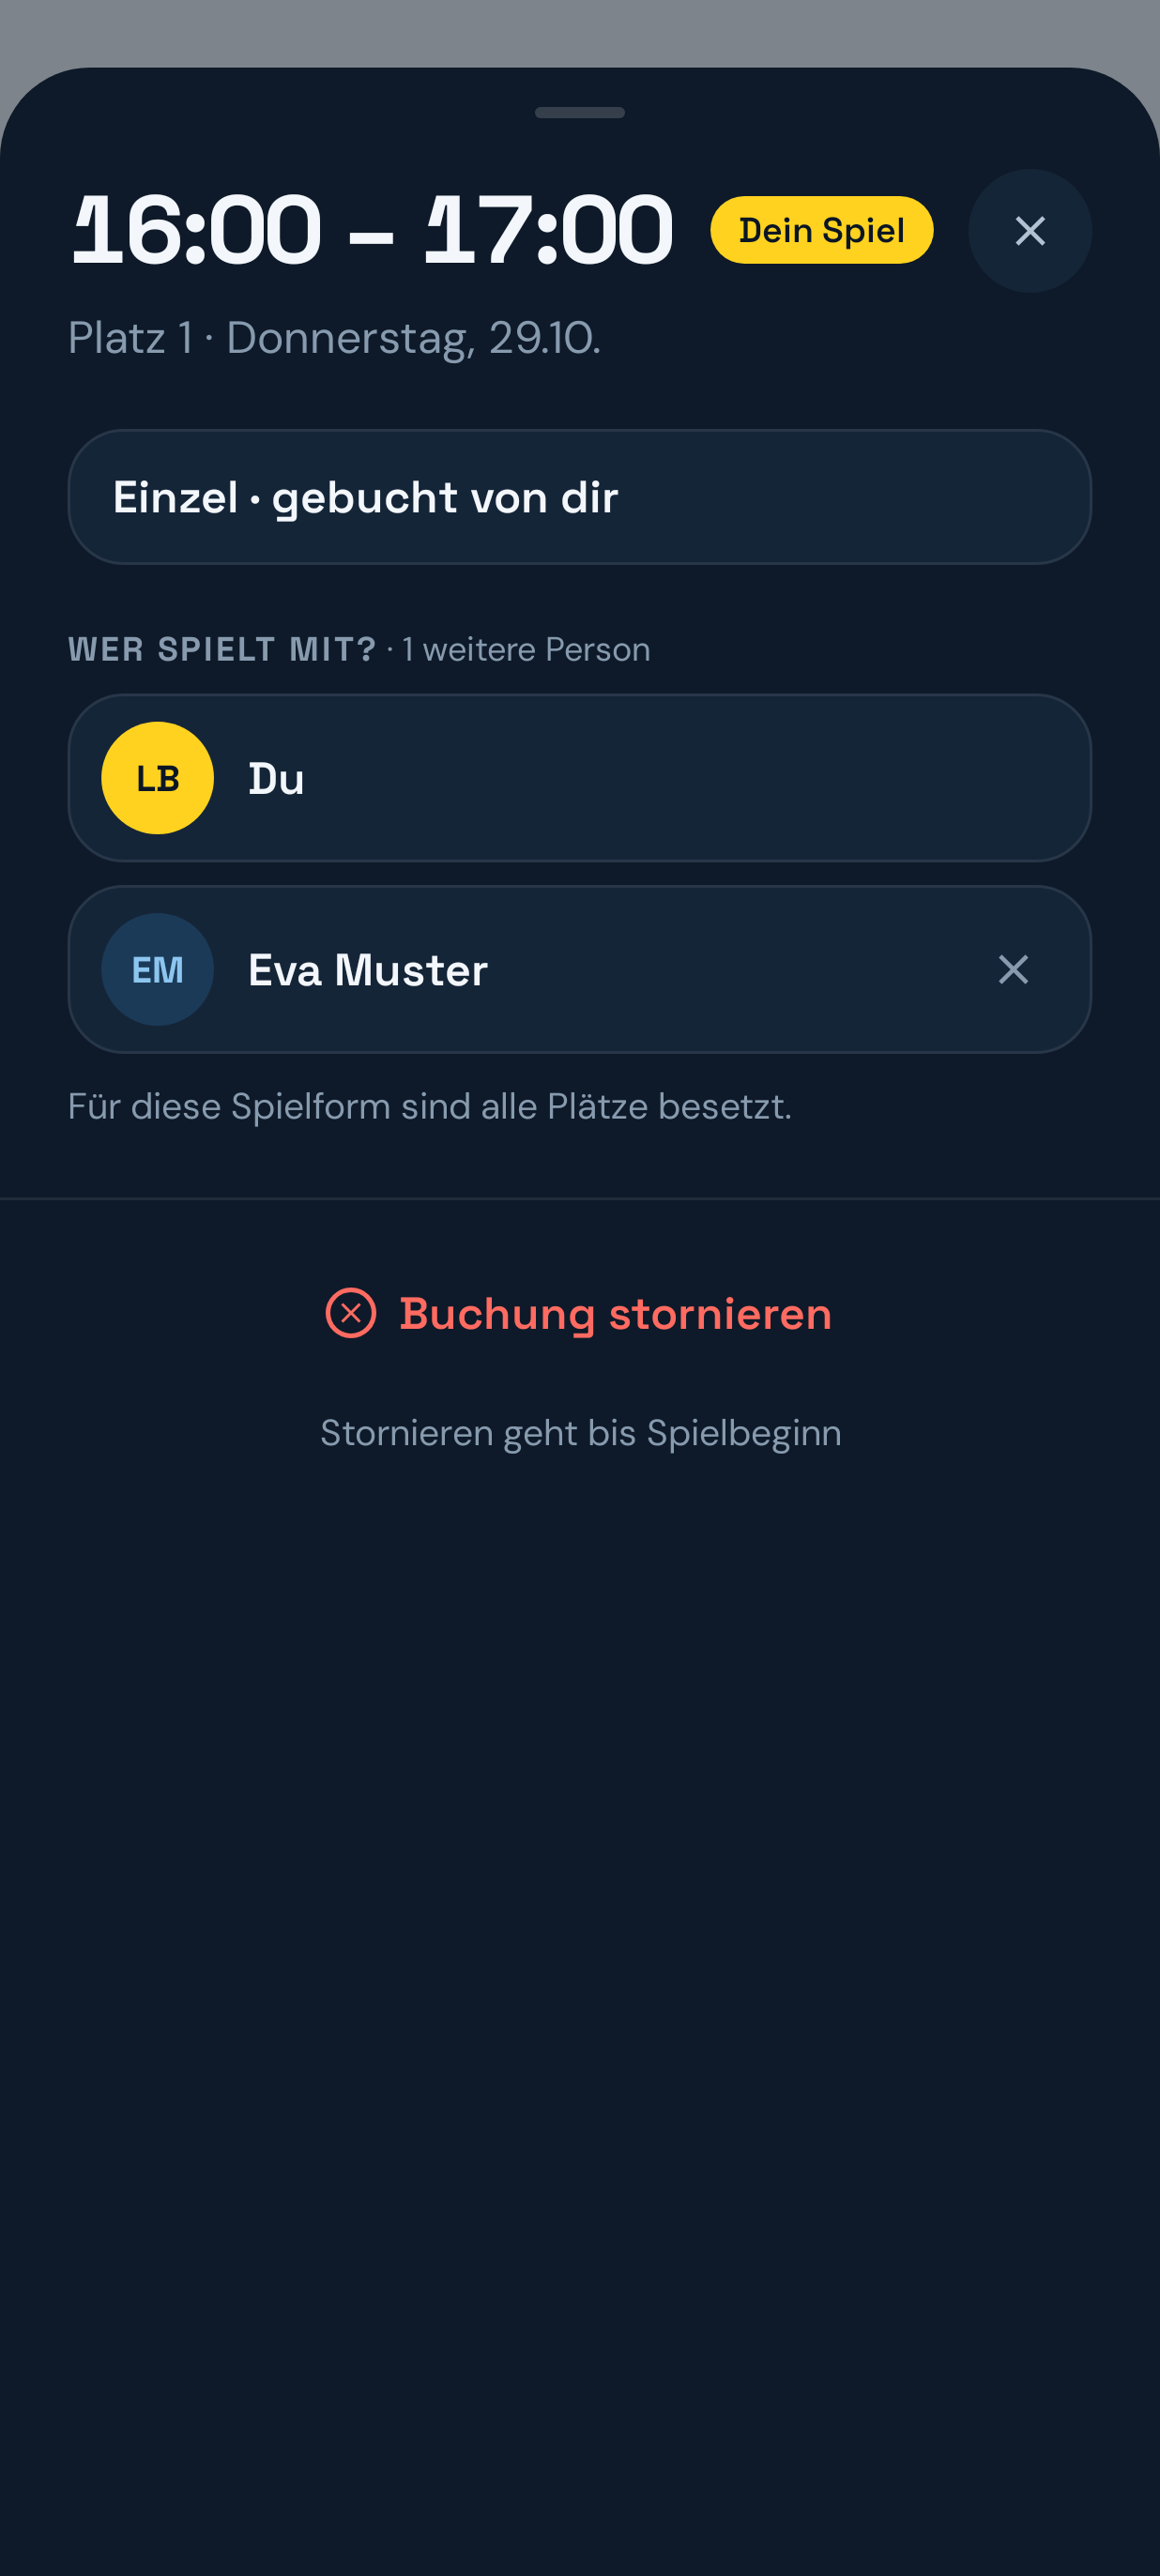 16:00 – 17:00 Dein Spiel
Platz 1 · Donnerstag, 29.10.
Einzel · gebucht von dir
WER SPIELT MIT? · 1 weitere Person
LB Du
EM Eva Muster
Für diese Spielform sind alle Plätze besetzt.
Buchung stornieren
Stornieren geht bis Spielbeginn